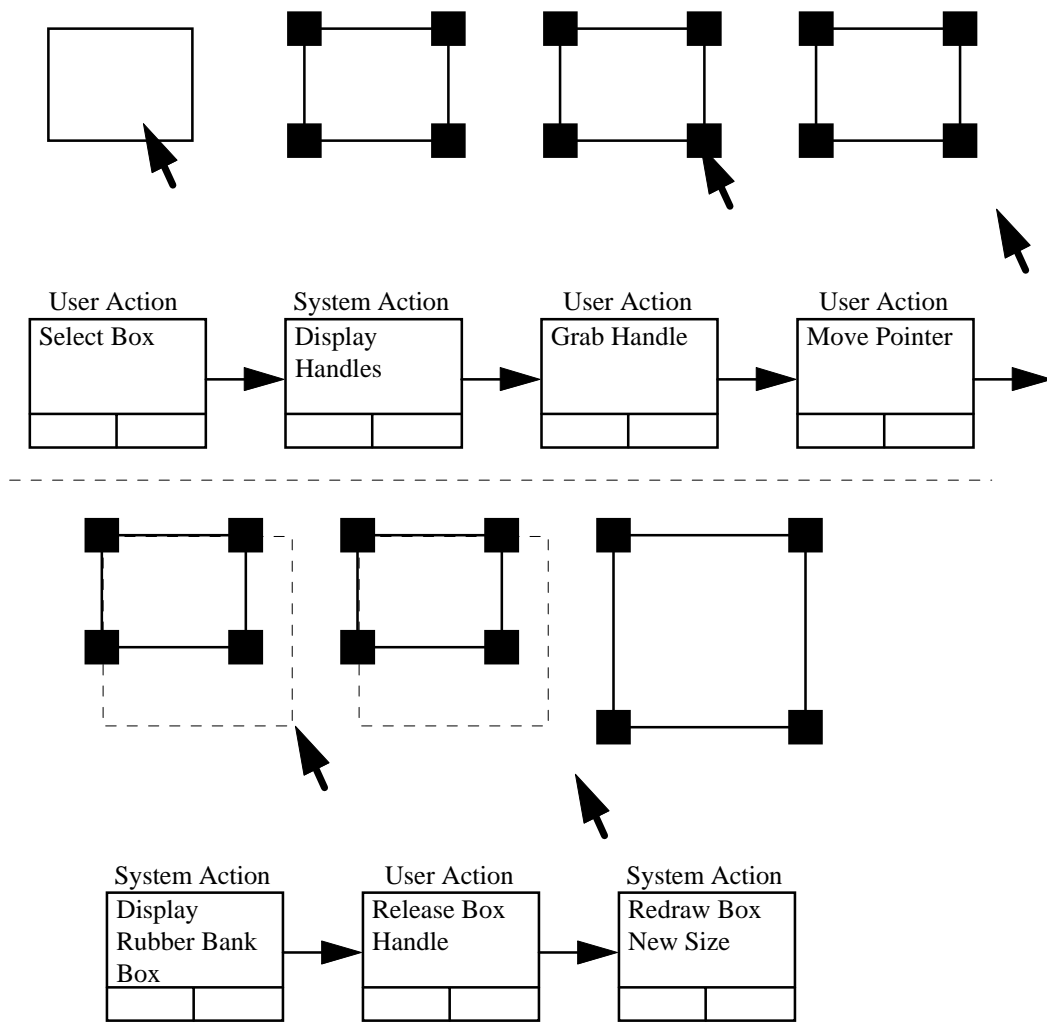 User Action
Select Box
System Action
Display
Handles
User Action
Grab Handle
User Action
Move Pointer
System Action
Display
Rubber Bank
Box
User Action
Release Box
Handle
System Action
Redraw Box
New Size